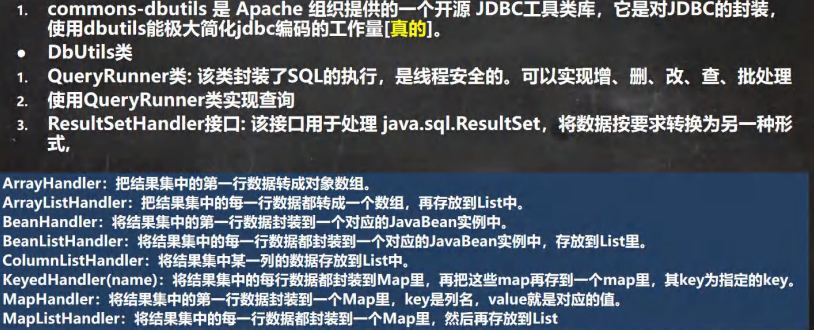 1. commons-dbutils 是 Apache 组织提供的一个开源 JDBC工具类库，它是对JDBC的封装，
使用dbutils能极大简化jdbc编码的工作量[真的]。
● DbUtils类
1. QueryRunner类: 该类封装了SQL的执行，是线程安全的。可以实现增、删、改、查、批处理
2. 使用QueryRunner类实现查询
3. ResultSetHandler接口: 该接口用于处理 java.sql.ResultSet，将数据按要求转换为另一种形
式,
ArrayHandler：把结果集中的第一行数据转成对象数组。
ArrayListHandler：把结果集中的每一行数据都转成一个数组，再存放到List中。
BeanHandler：将结果集中的第一行数据封装到一个对应的JavaBean实例中。
BeanListHandler：将结果集中的每一行数据都封装到一个对应的JavaBean实例中，存放到List里。
ColumnListHandler：将结果集中某一列的数据存放到List中。
KeyedHandler(name)：将结果集中的每行数据都封装到Map里，再把这些map再存到一个map里，其key为指定的key。
MapHandler：将结果集中的第一行数据封装到一个Map里，key是列名，value就是对应的值。
MapListHandler：将结果集中的每一行数据都封装到一个Map里，然后再存放到List